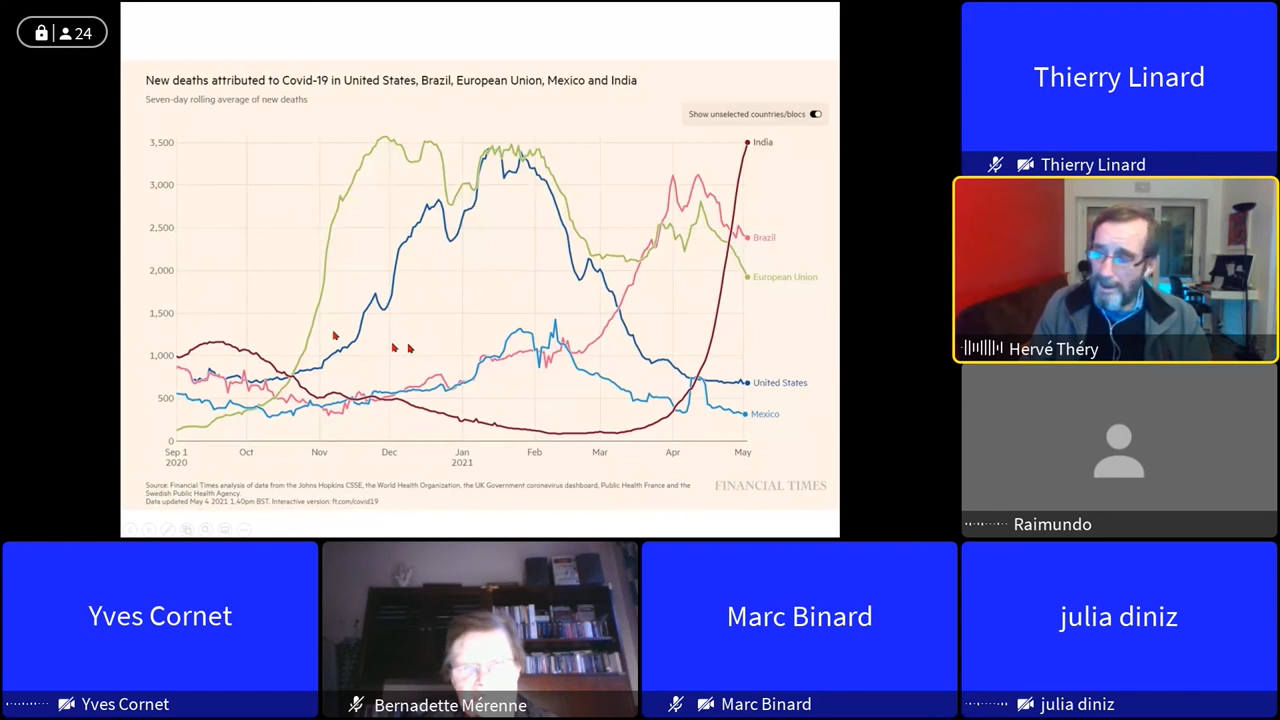 24
New deaths attributed to Covid-19 in United States, Brazil, European Union, Mexico and India
Seven-day rolling average of new deaths
Show unselected countries/blocs
3,500
3,000
2,500
2,000
1,500
1,000
500
0
India
Brazil
European Union
United States
Mexico
Sep 1 Oct Nov Dec Jan Feb Mar Apr May
2020 2021
Source: Financial Times analysis of data from the Johns Hopkins CSSE, the World Health Organization, the UK Government coronavirus dashboard, Public Health France and the
Swedish Public Health Agency.
Data updated May 4 2021 1.40pm BST. Interactive version: ft.com/covid19
FINANCIAL TIMES
Thierry Linard
Thierry Linard
Hervé Théry
Raimundo
Yves Cornet
Yves Cornet
Bernadette Mérenne
Marc Binard
Marc Binard
julia diniz
julia diniz